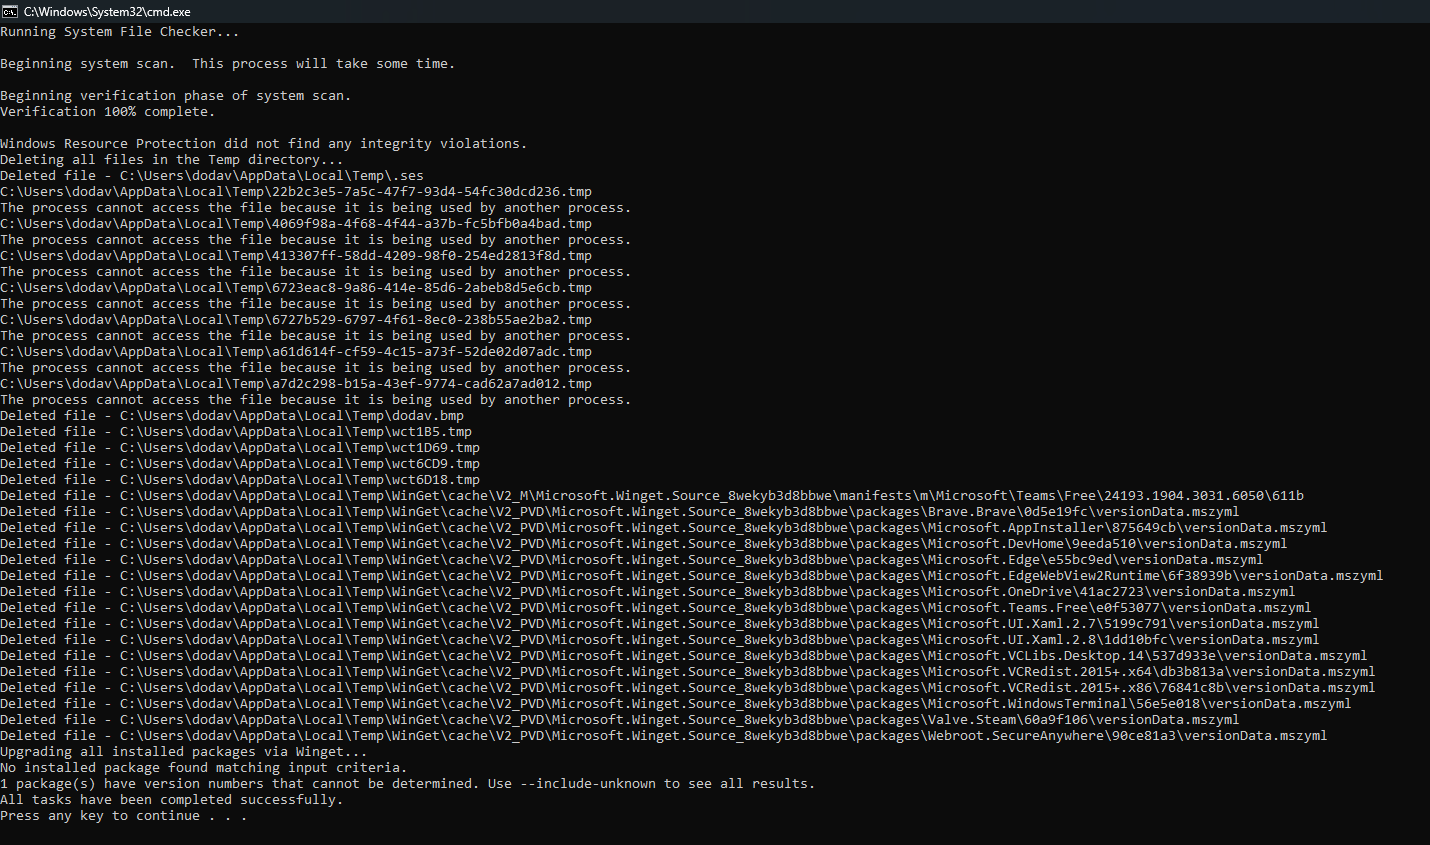 C:\Windows\System32\cmd.exe
Running System File Checker...
Beginning system scan.  This process will take some time.
Beginning verification phase of system scan.
Verification 100% complete.
Windows Resource Protection did not find any integrity violations.
Deleting all files in the Temp directory...
Deleted file - C:\Users\dodav\AppData\Local\Temp\.ses
C:\Users\dodav\AppData\Local\Temp\22b2c3e5-7a5c-47f7-93d4-54fc30dcd236.tmp
The process cannot access the file because it is being used by another process.
C:\Users\dodav\AppData\Local\Temp\4069f98a-4f68-4f44-a37b-fc5bfb0a4bad.tmp
The process cannot access the file because it is being used by another process.
C:\Users\dodav\AppData\Local\Temp\413307ff-58dd-4209-98f0-254ed2813f8d.tmp
The process cannot access the file because it is being used by another process.
C:\Users\dodav\AppData\Local\Temp\6723eac8-9a86-414e-85d6-2abeb8d5e6cb.tmp
The process cannot access the file because it is being used by another process.
C:\Users\dodav\AppData\Local\Temp\6727b529-6797-4f61-8ec0-238b55ae2ba2.tmp
The process cannot access the file because it is being used by another process.
C:\Users\dodav\AppData\Local\Temp\a61d614f-cf59-4c15-a73f-52de02d07adc.tmp
The process cannot access the file because it is being used by another process.
C:\Users\dodav\AppData\Local\Temp\a7d2c298-b15a-43ef-9774-cad62a7ad012.tmp
The process cannot access the file because it is being used by another process.
Deleted file - C:\Users\dodav\AppData\Local\Temp\dodav.bmp
Deleted file - C:\Users\dodav\AppData\Local\Temp\wct1B5.tmp
Deleted file - C:\Users\dodav\AppData\Local\Temp\wct1D69.tmp
Deleted file - C:\Users\dodav\AppData\Local\Temp\wct6CD9.tmp
Deleted file - C:\Users\dodav\AppData\Local\Temp\wct6D18.tmp
Deleted file - C:\Users\dodav\AppData\Local\Temp\WinGet\cache\V2_M\Microsoft.Winget.Source_8wekyb3d8bbwe\manifests\m\Microsoft\Teams\Free\24193.1904.3031.6050\611b
Deleted file - C:\Users\dodav\AppData\Local\Temp\WinGet\cache\V2_PVD\Microsoft.Winget.Source_8wekyb3d8bbwe\packages\Brave.Brave\0d5e19fc\versionData.mszyml
Deleted file - C:\Users\dodav\AppData\Local\Temp\WinGet\cache\V2_PVD\Microsoft.Winget.Source_8wekyb3d8bbwe\packages\Microsoft.AppInstaller\875649cb\versionData.mszyml
Deleted file - C:\Users\dodav\AppData\Local\Temp\WinGet\cache\V2_PVD\Microsoft.Winget.Source_8wekyb3d8bbwe\packages\Microsoft.DevHome\9eeda510\versionData.mszyml
Deleted file - C:\Users\dodav\AppData\Local\Temp\WinGet\cache\V2_PVD\Microsoft.Winget.Source_8wekyb3d8bbwe\packages\Microsoft.Edge\e55bc9ed\versionData.mszyml
Deleted file - C:\Users\dodav\AppData\Local\Temp\WinGet\cache\V2_PVD\Microsoft.Winget.Source_8wekyb3d8bbwe\packages\Microsoft.EdgeWebView2Runtime\6f38939b\versionData.mszyml
Deleted file - C:\Users\dodav\AppData\Local\Temp\WinGet\cache\V2_PVD\Microsoft.Winget.Source_8wekyb3d8bbwe\packages\Microsoft.OneDrive\41ac2723\versionData.mszyml
Deleted file - C:\Users\dodav\AppData\Local\Temp\WinGet\cache\V2_PVD\Microsoft.Winget.Source_8wekyb3d8bbwe\packages\Microsoft.Teams.Free\e0f53077\versionData.mszyml
Deleted file - C:\Users\dodav\AppData\Local\Temp\WinGet\cache\V2_PVD\Microsoft.Winget.Source_8wekyb3d8bbwe\packages\Microsoft.UI.Xaml.2.7\5199c791\versionData.mszyml
Deleted file - C:\Users\dodav\AppData\Local\Temp\WinGet\cache\V2_PVD\Microsoft.Winget.Source_8wekyb3d8bbwe\packages\Microsoft.UI.Xaml.2.8\1dd10bfc\versionData.mszyml
Deleted file - C:\Users\dodav\AppData\Local\Temp\WinGet\cache\V2_PVD\Microsoft.Winget.Source_8wekyb3d8bbwe\packages\Microsoft.VCLibs.Desktop.14\537d933e\versionData.mszyml
Deleted file - C:\Users\dodav\AppData\Local\Temp\WinGet\cache\V2_PVD\Microsoft.Winget.Source_8wekyb3d8bbwe\packages\Microsoft.VCRedist.2015+.x64\db3b813a\versionData.mszyml
Deleted file - C:\Users\dodav\AppData\Local\Temp\WinGet\cache\V2_PVD\Microsoft.Winget.Source_8wekyb3d8bbwe\packages\Microsoft.VCRedist.2015+.x86\76841c8b\versionData.mszyml
Deleted file - C:\Users\dodav\AppData\Local\Temp\WinGet\cache\V2_PVD\Microsoft.Winget.Source_8wekyb3d8bbwe\packages\Microsoft.WindowsTerminal\56e5e018\versionData.mszyml
Deleted file - C:\Users\dodav\AppData\Local\Temp\WinGet\cache\V2_PVD\Microsoft.Winget.Source_8wekyb3d8bbwe\packages\Valve.Steam\60a9f106\versionData.mszyml
Deleted file - C:\Users\dodav\AppData\Local\Temp\WinGet\cache\V2_PVD\Microsoft.Winget.Source_8wekyb3d8bbwe\packages\Webroot.SecureAnywhere\90ce81a3\versionData.mszyml
Upgrading all installed packages via Winget...
No installed package found matching input criteria.
1 package(s) have version numbers that cannot be determined. Use --include-unknown to see all results.
All tasks have been completed successfully.
Press any key to continue . . .